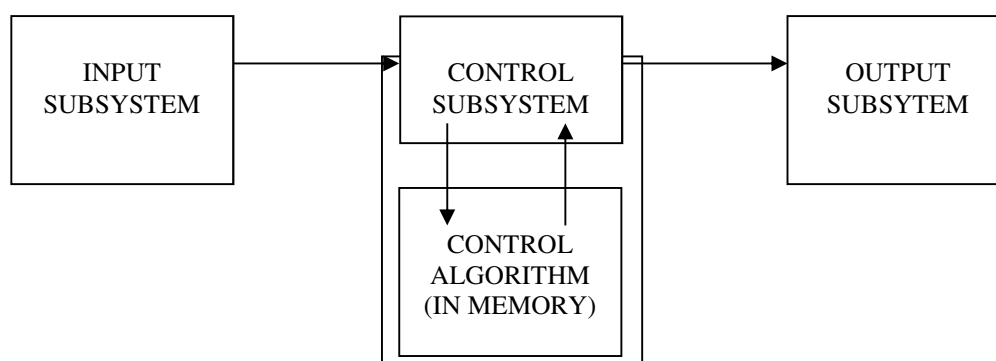 INPUT
SUBSYSTEM
CONTROL
SUBSYSTEM
OUTPUT
SUBSYTEM
CONTROL
ALGORITHM
(IN MEMORY)